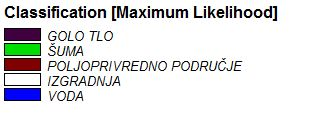 Classification [Maximum Likelihood]
GOLO TLO
ŠUMA
POLJOPRIVREDNO PODRUČJE
IZGRADNJA
VODA